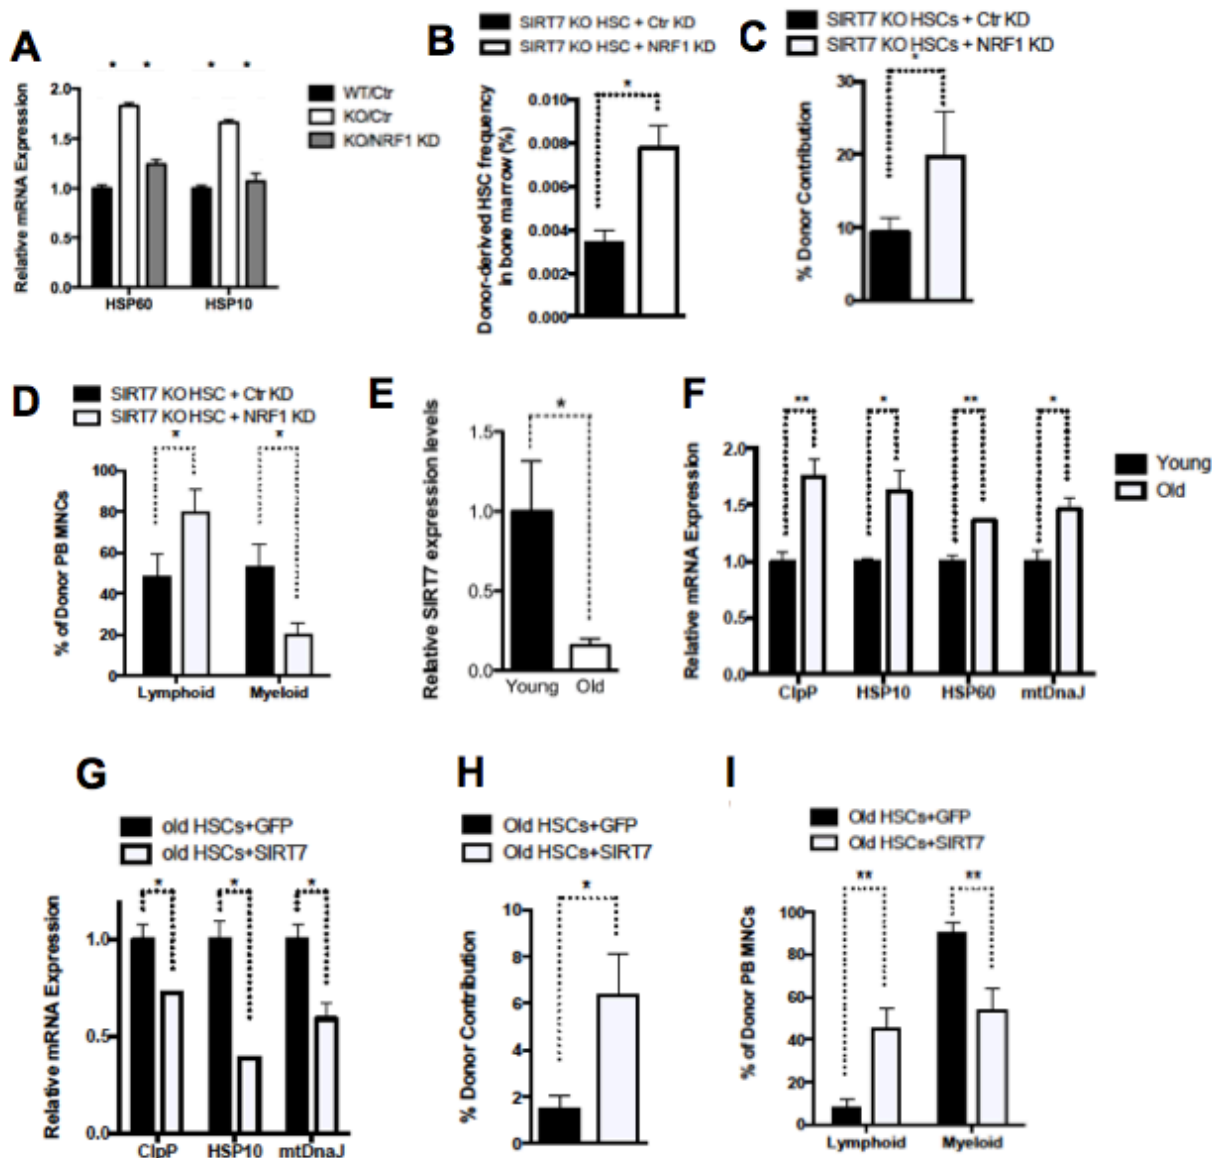 A
* * * *
WT/Ctr
KO/Ctr
KO/NRF1 KD
Relative mRNA Expression
2.0
1.5
1.0
0.5
0.0
HSP60 HSP10
B
SIRT7 KO HSC + Ctr KD
SIRT7 KO HSC + NRF1 KD
*
Donor-derived HSC frequency
in bone marrow (%)
0.010
0.008
0.006
0.004
0.002
0.000
C
SIRT7 KO HSCs + Ctr KD
SIRT7 KO HSCs + NRF1 KD
*
% Donor Contribution
30
20
10
0
D
SIRT7 KO HSC + Ctr KD
SIRT7 KO HSC + NRF1 KD
* *
% of Donor PB MNCs
100
80
60
40
20
0
Lymphoid Myeloid
E
*
Relative SIRT7 expression levels
1.5
1.0
0.5
0.0
Young Old
F
** * ** *
Young
Old
Relative mRNA Expression
2.0
1.5
1.0
0.5
0.0
ClpP HSP10 HSP60 mtDnaJ
G
old HSCs+GFP
old HSCs+SIRT7
* * *
Relative mRNA Expression
1.0
0.5
0.0
ClpP HSP10 mtDnaJ
H
Old HSCs+GFP
Old HSCs+SIRT7
*
% Donor Contribution
10
8
6
4
2
0
I
Old HSCs+GFP
Old HSCs+SIRT7
** **
% of Donor PB MNCs
100
80
60
40
20
0
Lymphoid Myeloid